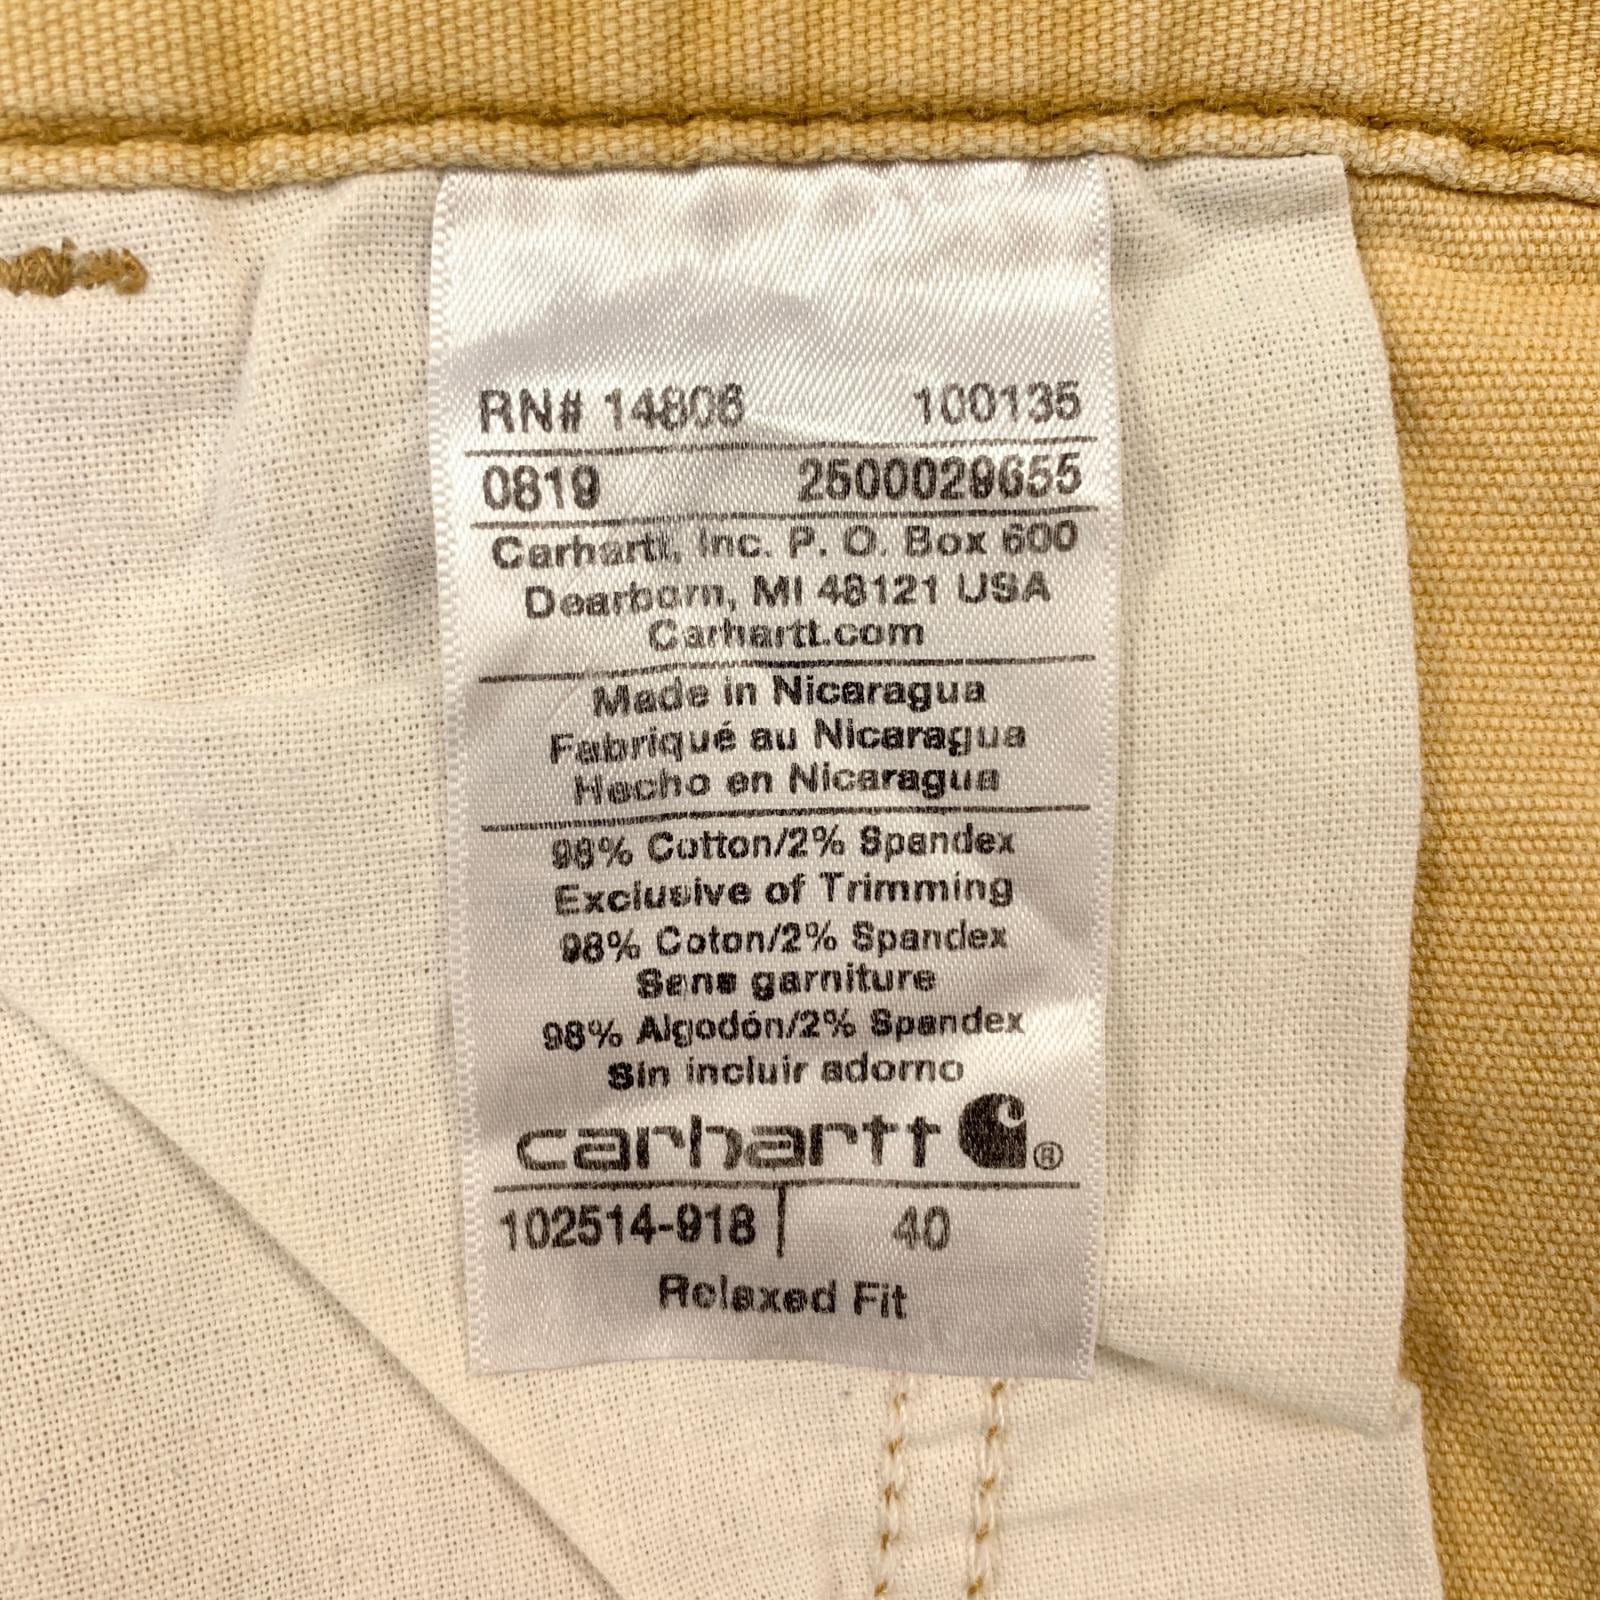 RN# 14806 100135
0819 2500029655
Carhartt, Inc. P. O. Box 600
Dearborn, MI 48121 USA
Carhartt.com
Made in Nicaragua
Fabriqué au Nicaragua
Hecho en Nicaragua
98% Cotton/2% Spandex
Exclusive of Trimming
98% Coton/2% Spandex
Sans garniture
98% Algodón/2% Spandex
Sin incluir adorno
carhartt ®
102514-918 | 40
Relaxed Fit